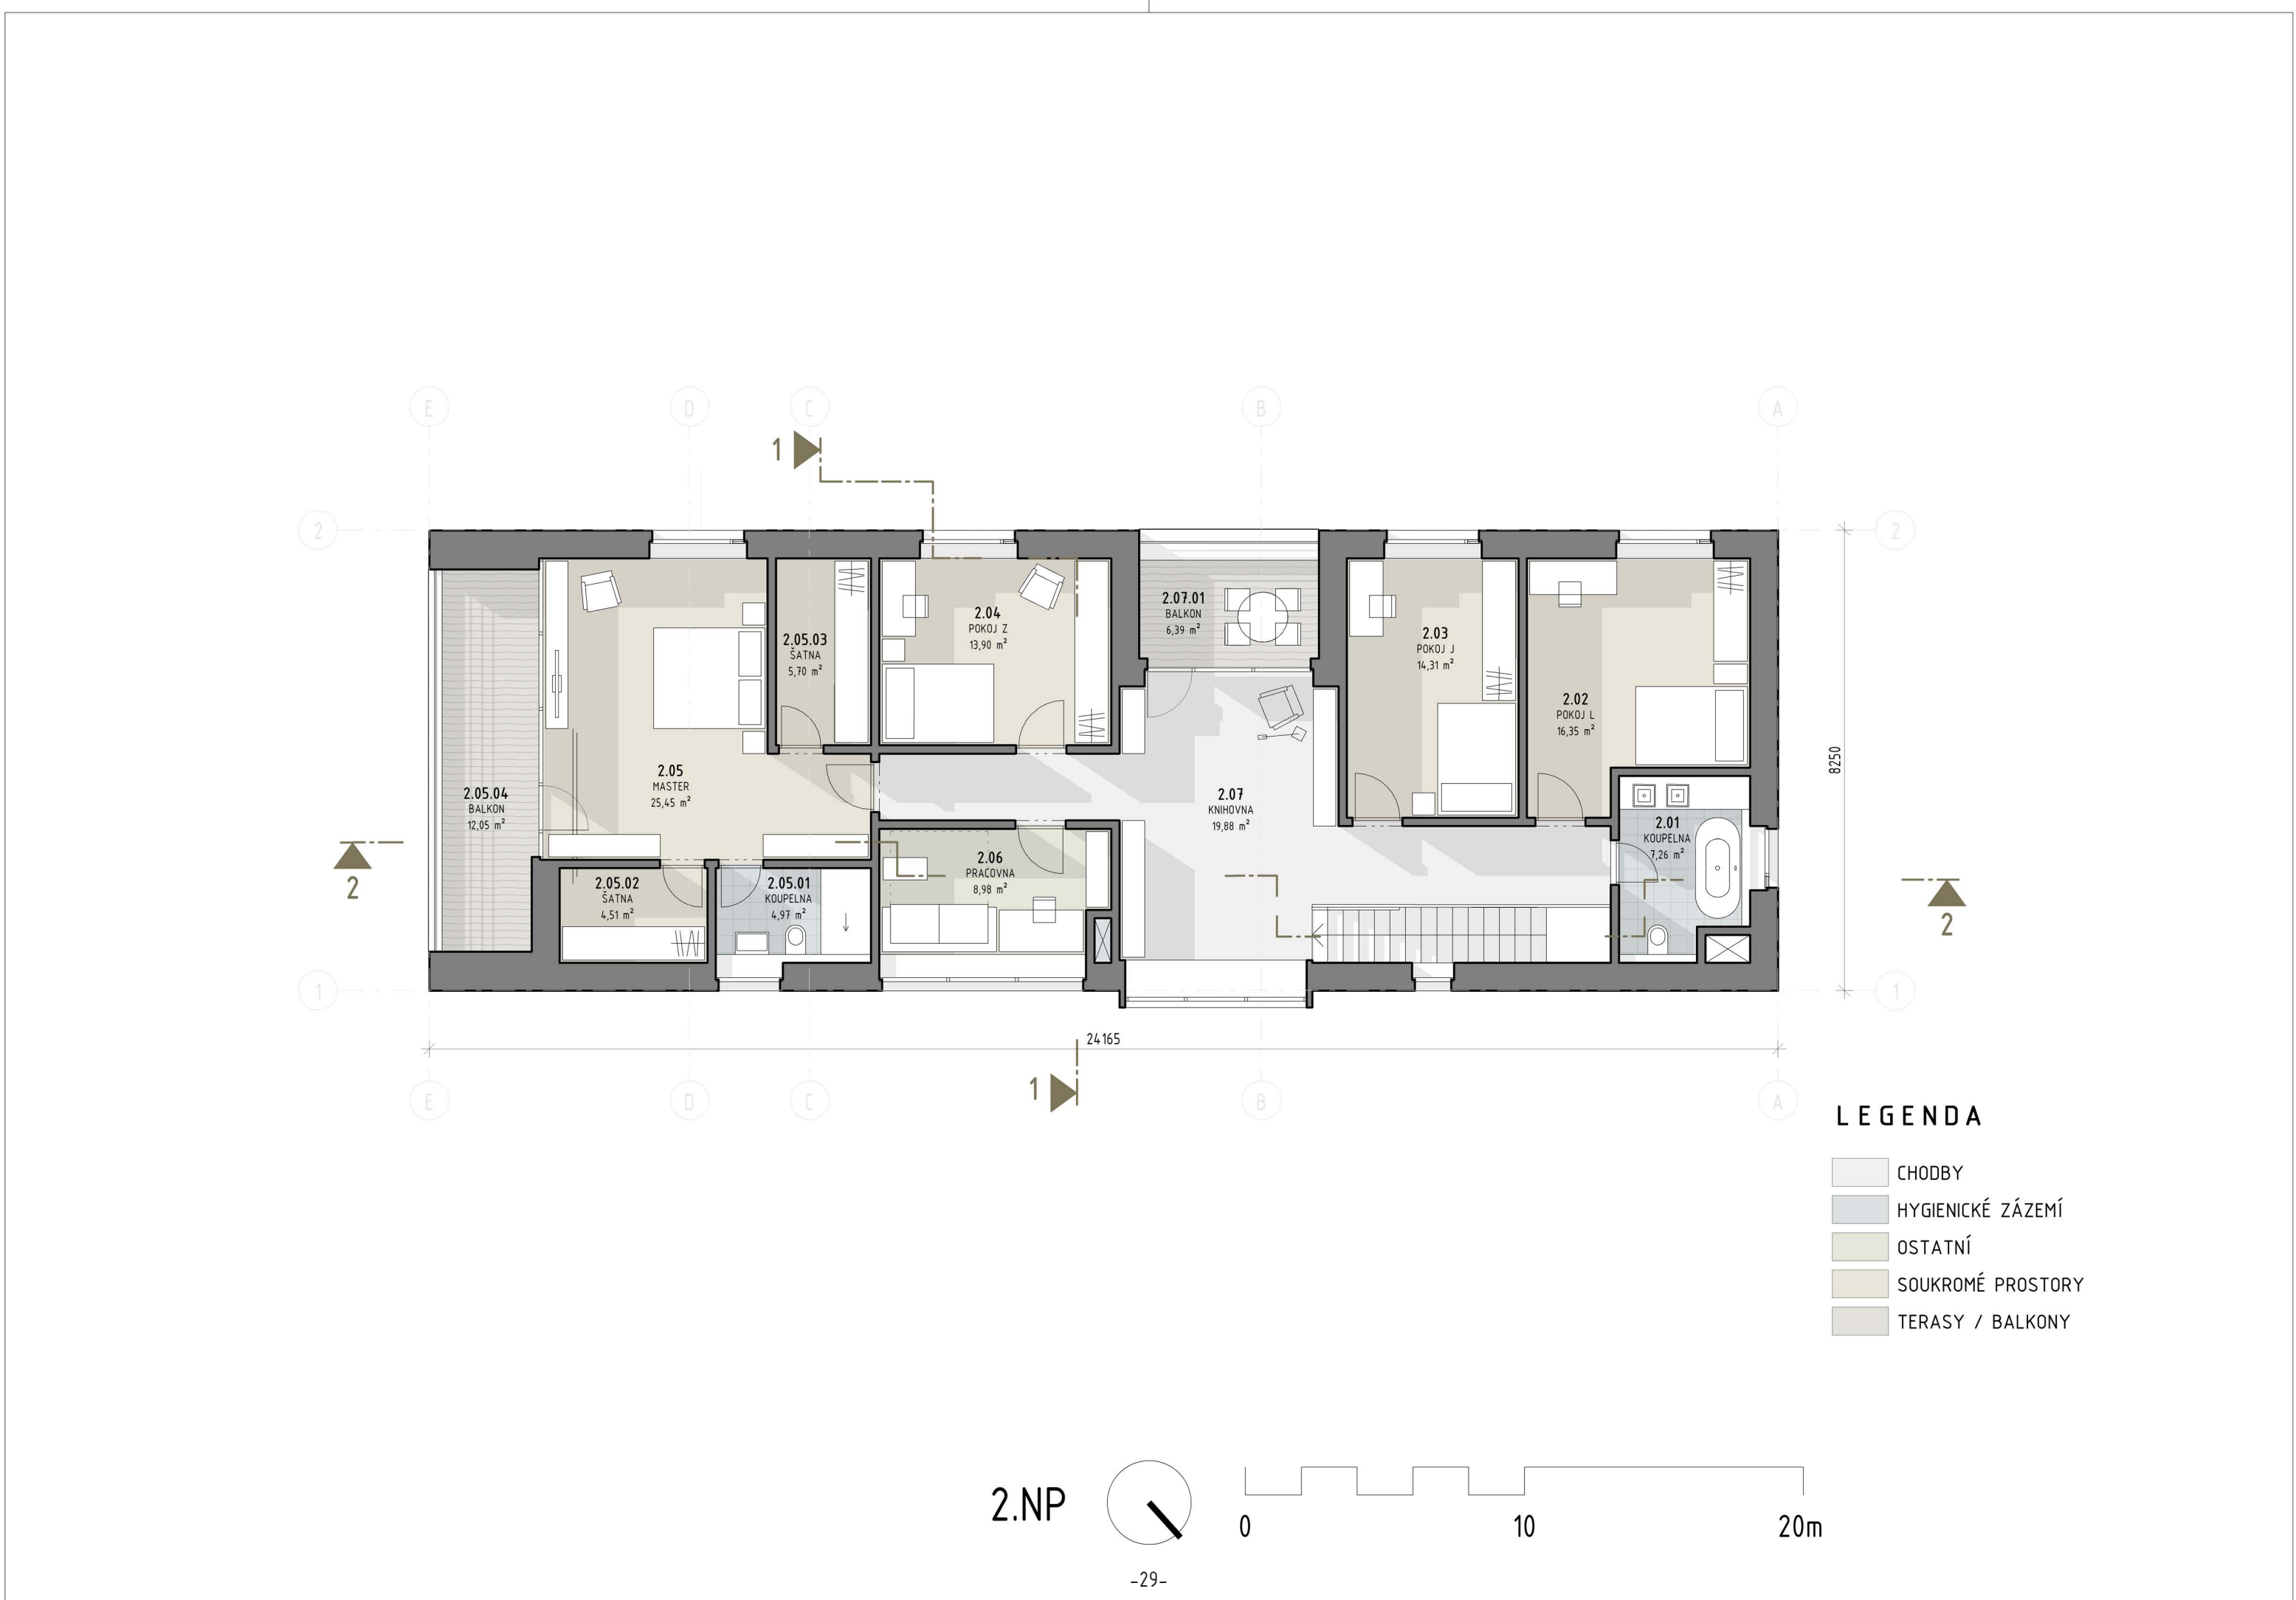 E
D
C
B
A
1
2
2
2.04
POKOJ Z
13,90 m²
2.07.01
BALKON
6,39 m²
2.05.03
ŠATNA
5,70 m²
2.03
POKOJ J
14,31 m²
2.02
POKOJ L
16,35 m²
2.05
MASTER
25,45 m²
2.05.04
BALKON
12,05 m²
2.07
KNIHOVNA
19,88 m²
8250
2.01
KOUPELNA
7,26 m²
2.06
PRACOVNA
8,98 m²
2
2.05.02
ŠATNA
4,51 m²
2.05.01
KOUPELNA
4,97 m²
2
1
1
24165
1
E
D
C
B
A
LEGENDA
CHODBY
HYGIENICKÉ ZÁZEMÍ
OSTATNÍ
SOUKROMÉ PROSTORY
TERASY / BALKONY
2.NP
0
10
20m
-29-